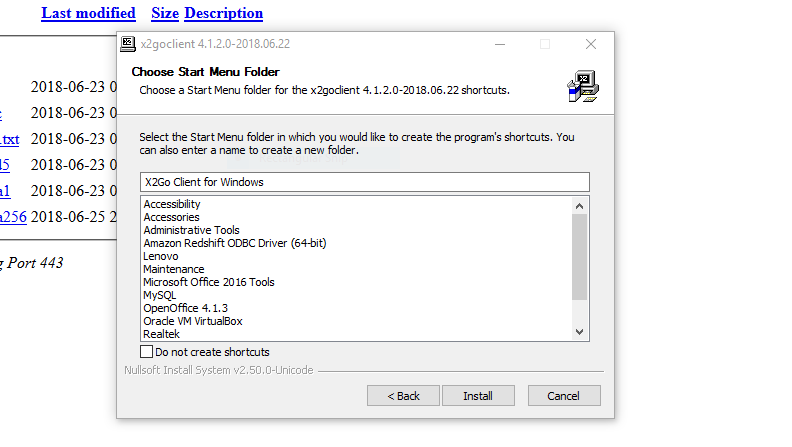 Last modified Size Description
x2goclient 4.1.2.0-2018.06.22
Choose Start Menu Folder
Choose a Start Menu folder for the x2goclient 4.1.2.0-2018.06.22 shortcuts.
2018-06-23 0
2018-06-23 0
.txt 2018-06-23 0
2018-06-23 0
a1 2018-06-23 0
a256 2018-06-25 2
g Port 443
Select the Start Menu folder in which you would like to create the program's shortcuts. You
can also enter a name to create a new folder.
X2Go Client for Windows
Accessibility
Accessories
Administrative Tools
Amazon Redshift ODBC Driver (64-bit)
Lenovo
Maintenance
Microsoft Office 2016 Tools
MySQL
OpenOffice 4.1.3
Oracle VM VirtualBox
Realtek
Do not create shortcuts
Nullsoft Install System v2.50.0-Unicode
< Back Install Cancel